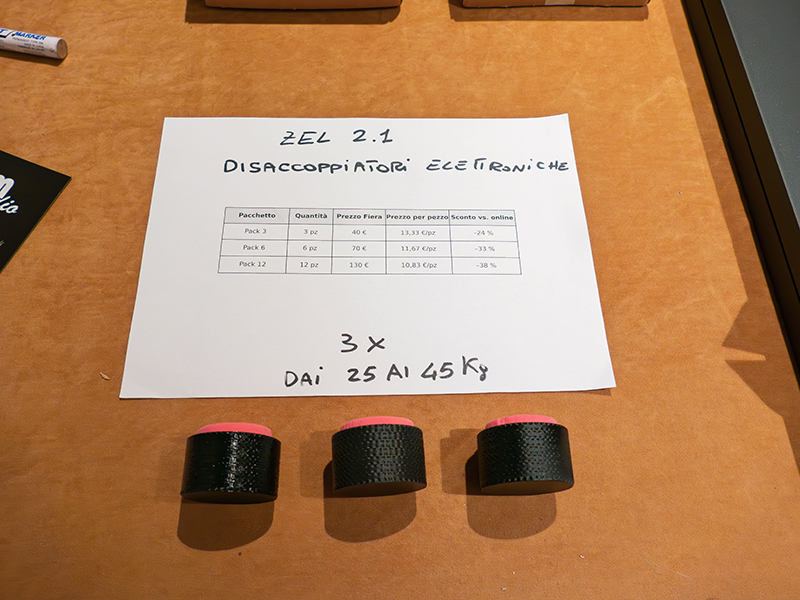 MARKER
ZEL 2.1
DISACCOPPIATORI ELETTRONICHE
Pacchetto Quantità Prezzo Fiera Prezzo per pezzo Sconto vs. online
Pack 3 3 pz 40 € 13,33 €/pz -24 %
Pack 6 6 pz 70 € 11,67 €/pz -33 %
Pack 12 12 pz 130 € 10,83 €/pz -38 %
3 X
DAI 25 AI 45 Kg